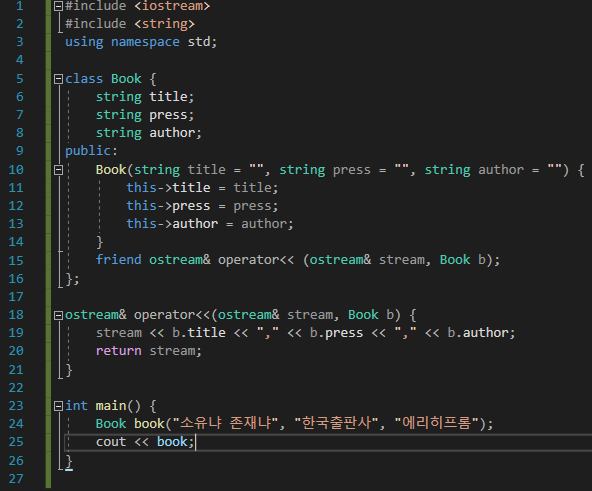 1 #include <iostream>
2 #include <string>
3 using namespace std;
4
5 class Book {
6 string title;
7 string press;
8 string author;
9 public:
10 Book(string title = "", string press = "", string author = "") {
11 this->title = title;
12 this->press = press;
13 this->author = author;
14 }
15 friend ostream& operator<< (ostream& stream, Book b);
16 };
17
18 ostream& operator<<(ostream& stream, Book b) {
19 stream << b.title << "," << b.press << "," << b.author;
20 return stream;
21 }
22
23 int main() {
24 Book book("소유냐 존재냐", "한국출판사", "에리히프롬");
25 cout << book;
26 }
27